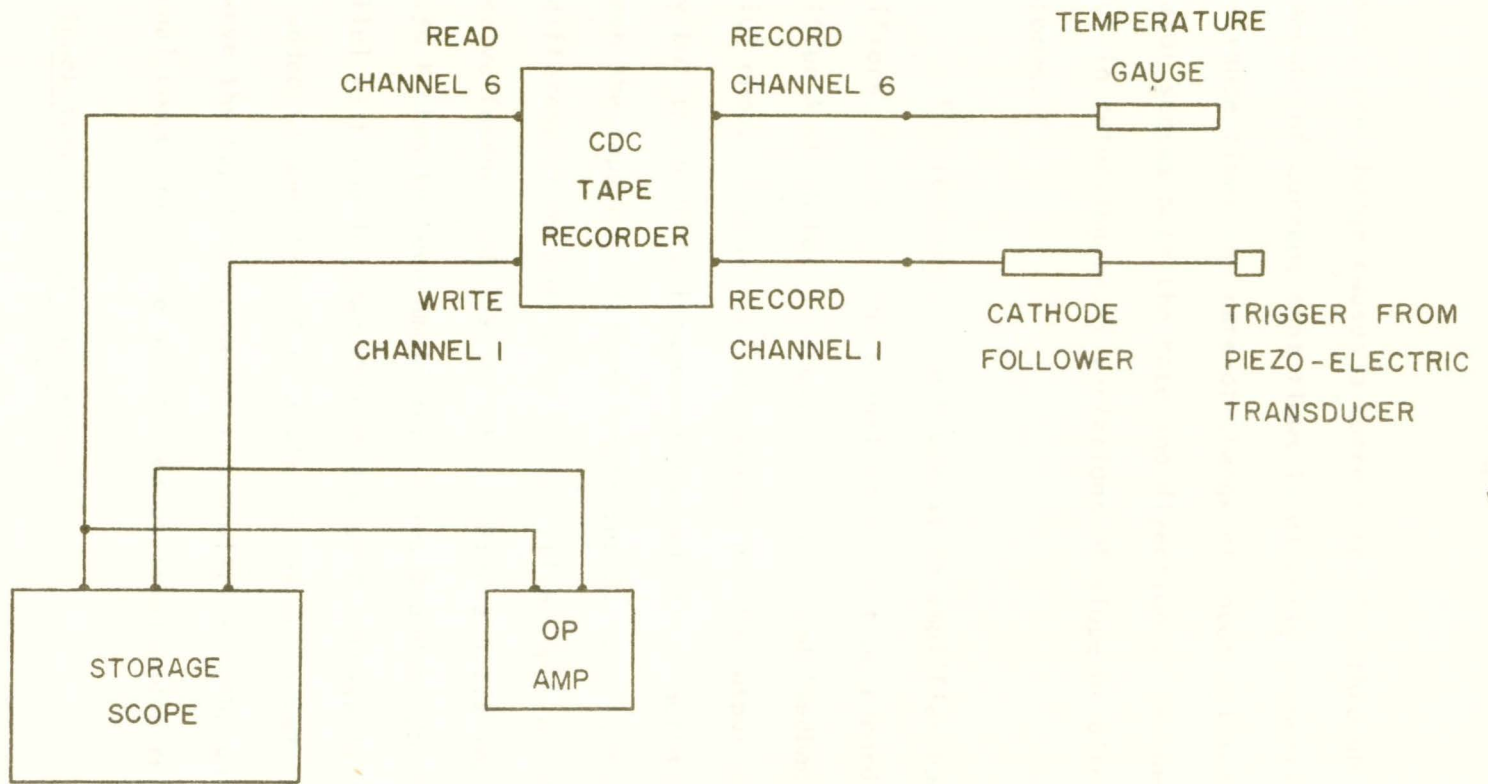 READ
CHANNEL 6
RECORD
CHANNEL 6
TEMPERATURE
GAUGE
CDC
TAPE
RECORDER
WRITE
CHANNEL 1
RECORD
CHANNEL 1
CATHODE
FOLLOWER
TRIGGER FROM
PIEZO-ELECTRIC
TRANSDUCER
STORAGE
SCOPE
OP
AMP